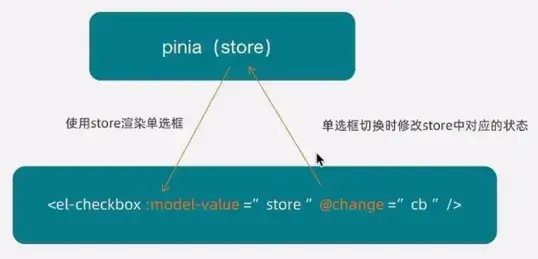 pinia（store）
使用store渲染单选框
单选框切换时修改store中对应的状态
<el-checkbox :model-value =” store ” @change =” cb ” />